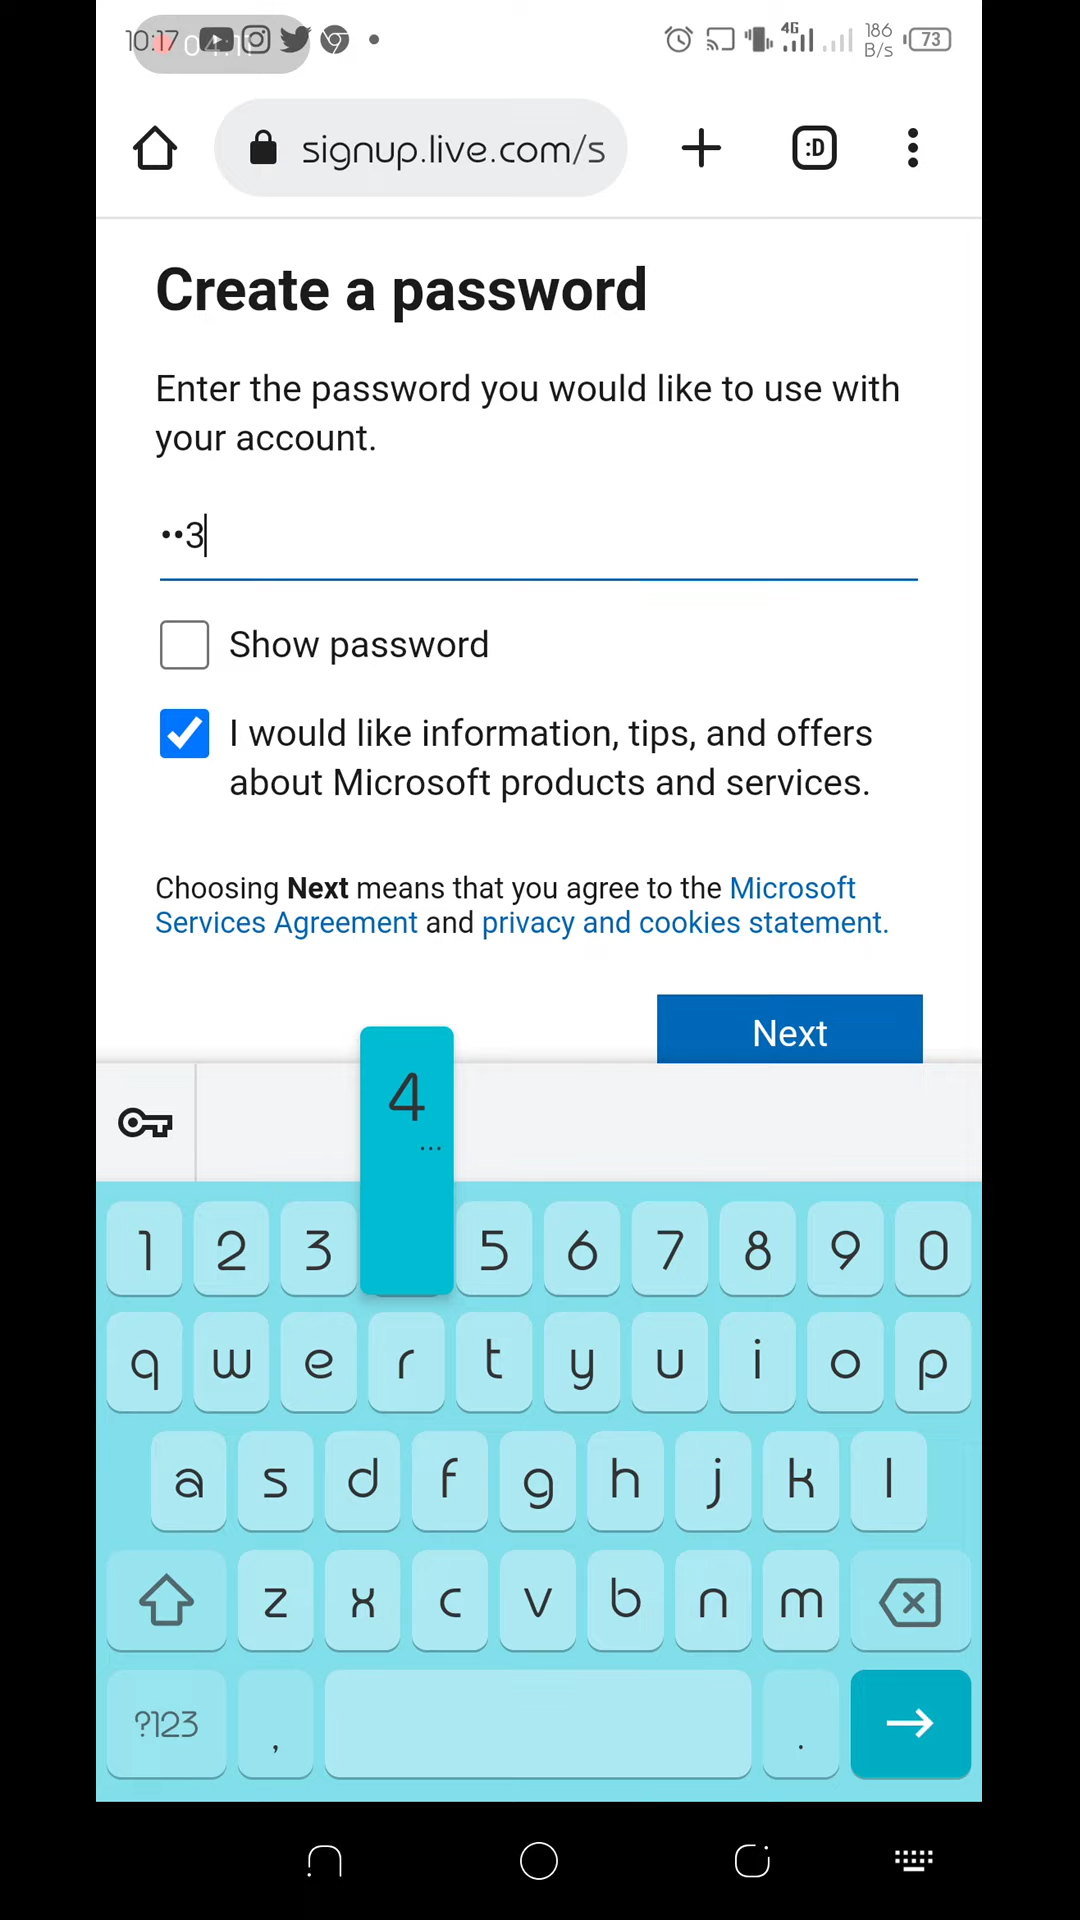 10:17
4G
186
B/s
73
signup.live.com/s
:D
Create a password
Enter the password you would like to use with
your account.
••3
Show password
I would like information, tips, and offers
about Microsoft products and services.
Choosing Next means that you agree to the Microsoft
Services Agreement and privacy and cookies statement.
Next
4
...
1 2 3 5 6 7 8 9 0
q w e r t y u i o p
a s d f g h j k l
z x c v b n m
?123 , .